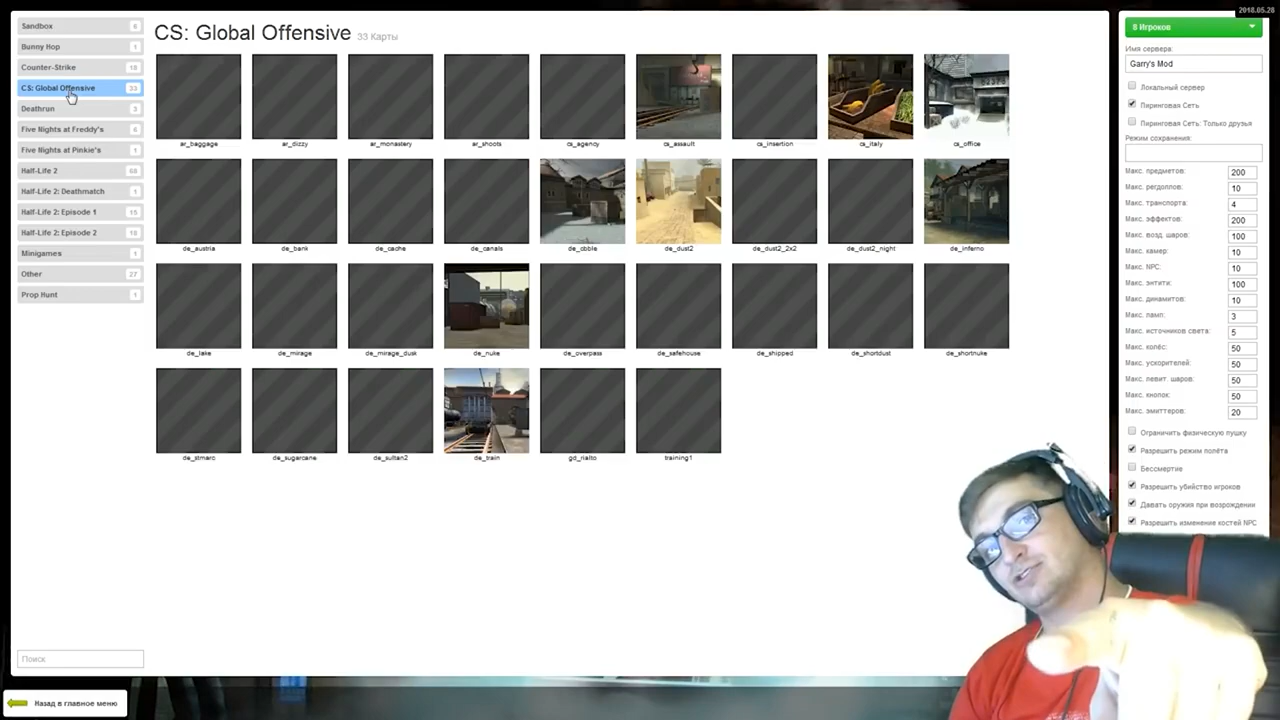 2018.05.28
Sandbox 6
Bunny Hop 1
Counter-Strike 18
CS: Global Offensive 33
Deathrun 3
Five Nights at Freddy's 6
Five Nights at Pinkie's 1
Half-Life 2 68
Half-Life 2: Deathmatch 1
Half-Life 2: Episode 1 15
Half-Life 2: Episode 2 18
Minigames 1
Other 27
Prop Hunt 1
Поиск
Назад в главное меню
CS: Global Offensive 33 Карты
ar_baggage ar_dizzy ar_monastery ar_shoots cs_agency cs_assault cs_insertion cs_italy cs_office
de_austria de_bank de_cache de_canals de_cbble de_dust2 de_dust2_2x2 de_dust2_night de_inferno
de_lake de_mirage de_mirage_dusk de_nuke de_overpass de_safehouse de_shipped de_shortdust de_shortnuke
de_stmarc de_sugarcane de_sultan2 de_train gd_rialto training1
8 Игроков
Имя сервера:
Garry's Mod
Локальный сервер
Пиринговая Сеть
Пиринговая Сеть: Только друзья
Режим сохранения:
Макс. предметов: 200
Макс. регдоллов: 10
Макс. транспорта: 4
Макс. эффектов: 200
Макс. возд. шаров: 100
Макс. камер: 10
Макс. NPC: 10
Макс. энтити: 100
Макс. динамитов: 10
Макс. ламп: 3
Макс. источников света: 5
Макс. колёс: 50
Макс. ускорителей: 50
Макс. левит. шаров: 50
Макс. кнопок: 50
Макс. эмиттеров: 20
Ограничить физическую пушку
Разрешить режим полёта
Бессмертие
Разрешить убийство игроков
Давать оружия при возрождении
Разрешить изменение костей NPC